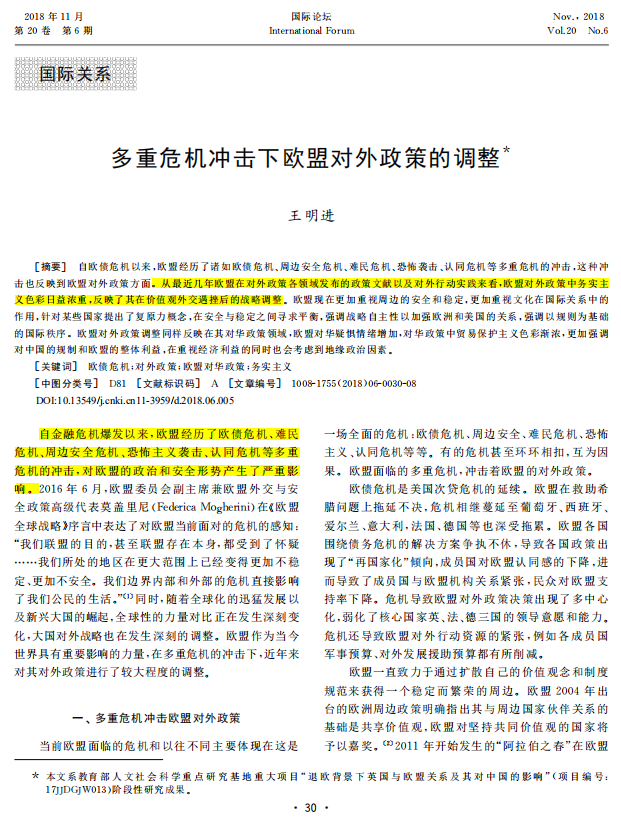 2018 年 11 月
国际论坛
Nov.，2018
第 20 卷 第 6 期
International Forum
Vol.20 No.6
国际关系
多重危机冲击下欧盟对外政策的调整*
王明进
［摘要］ 自欧债危机以来，欧盟经历了诸如欧债危机、周边安全危机、难民危机、恐怖袭击、认同危机等多重危机的冲击，这种冲
击也反映到欧盟对外政策方面。从最近几年欧盟在对外政策各领域发布的政策文献以及对外行动实践来看，欧盟对外政策中务实主
义色彩日益浓重，反映了其在价值观外交遇挫后的战略调整。欧盟现在更加重视周边的安全和稳定，更加重视文化在国际关系中的
作用，针对某些国家提出了复原力概念，在安全与稳定之间寻求平衡，强调战略自主性以加强欧洲和美国的关系，强调以规则为基础
的国际秩序。欧盟对外政策调整同样反映在其对华政策领域，欧盟对华疑惧情绪增加，对华政策中贸易保护主义色彩渐浓，更加强调
对中国的规制和欧盟的整体利益，在重视经济利益的同时也会考虑到地缘政治因素。
［关键词］ 欧债危机；对外政策；欧盟对华政策；务实主义
［中图分类号］ D81 ［文献标识码］ A ［文章编号］ 1008-1755(2018)06-0030-08
DOI:10.13549/j.cnki.cn11-3959/d.2018.06.005
自金融危机爆发以来，欧盟经历了欧债危机、难民
危机、周边安全危机、恐怖主义袭击、认同危机等多重
危机的冲击，对欧盟的政治和安全形势产生了严重影
响。2016 年 6 月，欧盟委员会副主席兼欧盟外交与安
全政策高级代表莫盖里尼(Federica Mogherini)在《欧盟
全球战略》序言中表达了对欧盟当前面对的危机的感知：
“我们联盟的目的，甚至联盟存在本身，都受到了怀疑
……我们所处的地区在更大范围上已经变得更加不稳
定、更加不安全。我们边界内部和外部的危机直接影响
了我们公民的生活。”⁽¹⁾同时，随着全球化的迅猛发展以
及新兴大国的崛起，全球性的力量对比正在发生深刻变
化，大国对外战略也在发生深刻的调整。欧盟作为当今
世界具有重要影响的力量，在多重危机的冲击下，近年来
对其对外政策进行了较大程度的调整。
一、多重危机冲击欧盟对外政策
当前欧盟面临的危机和以往不同主要体现在这是
一场全面的危机：欧债危机、周边安全、难民危机、恐怖
主义、认同危机等等。有的危机甚至环环相扣，互为因
果。欧盟面临的多重危机，冲击着欧盟的对外政策。
欧债危机是美国次贷危机的延续。欧盟在救助希
腊问题上拖延不决，危机相继蔓延至葡萄牙、西班牙、
爱尔兰、意大利，法国、德国等也深受拖累。欧盟各国
围绕债务危机的解决方案争执不休，导致各国政策出
现了“再国家化”倾向，成员国对欧盟认同感的下降，进
而导致了成员国与欧盟机构关系紧张，民众对欧盟支
持率下降。危机导致欧盟对外政策决策出现了多中心
化，弱化了核心国家英、法、德三国的领导意愿和能力。
危机还导致欧盟对外行动资源的紧张，例如各成员国
军事预算、对外发展援助预算都有所削减。
欧盟一直致力于通过扩散自己的价值观念和制度
规范来获得一个稳定而繁荣的周边。欧盟 2004 年出
台的欧洲周边政策明确指出其与周边国家伙伴关系的
基础是共享价值观，欧盟对坚持共同价值观的国家将
予以嘉奖。⁽²⁾2011 年开始发生的“阿拉伯之春”在欧盟
* 本文系教育部人文社会科学重点研究基地重大项目“退欧背景下英国与欧盟关系及其对中国的影响”(项目编号：
17JJDGJW013)阶段性研究成果。
· 30 ·